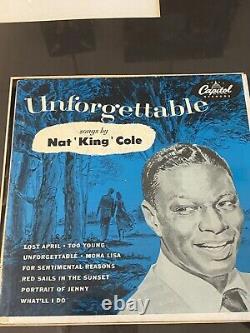 Capitol
RECORDS
Unforgettable
songs by
Nat 'King' Cole
LOST APRIL • TOO YOUNG
UNFORGETTABLE • MONA LISA
FOR SENTIMENTAL REASONS
RED SAILS IN THE SUNSET
PORTRAIT OF JENNY
WHAT'LL I DO